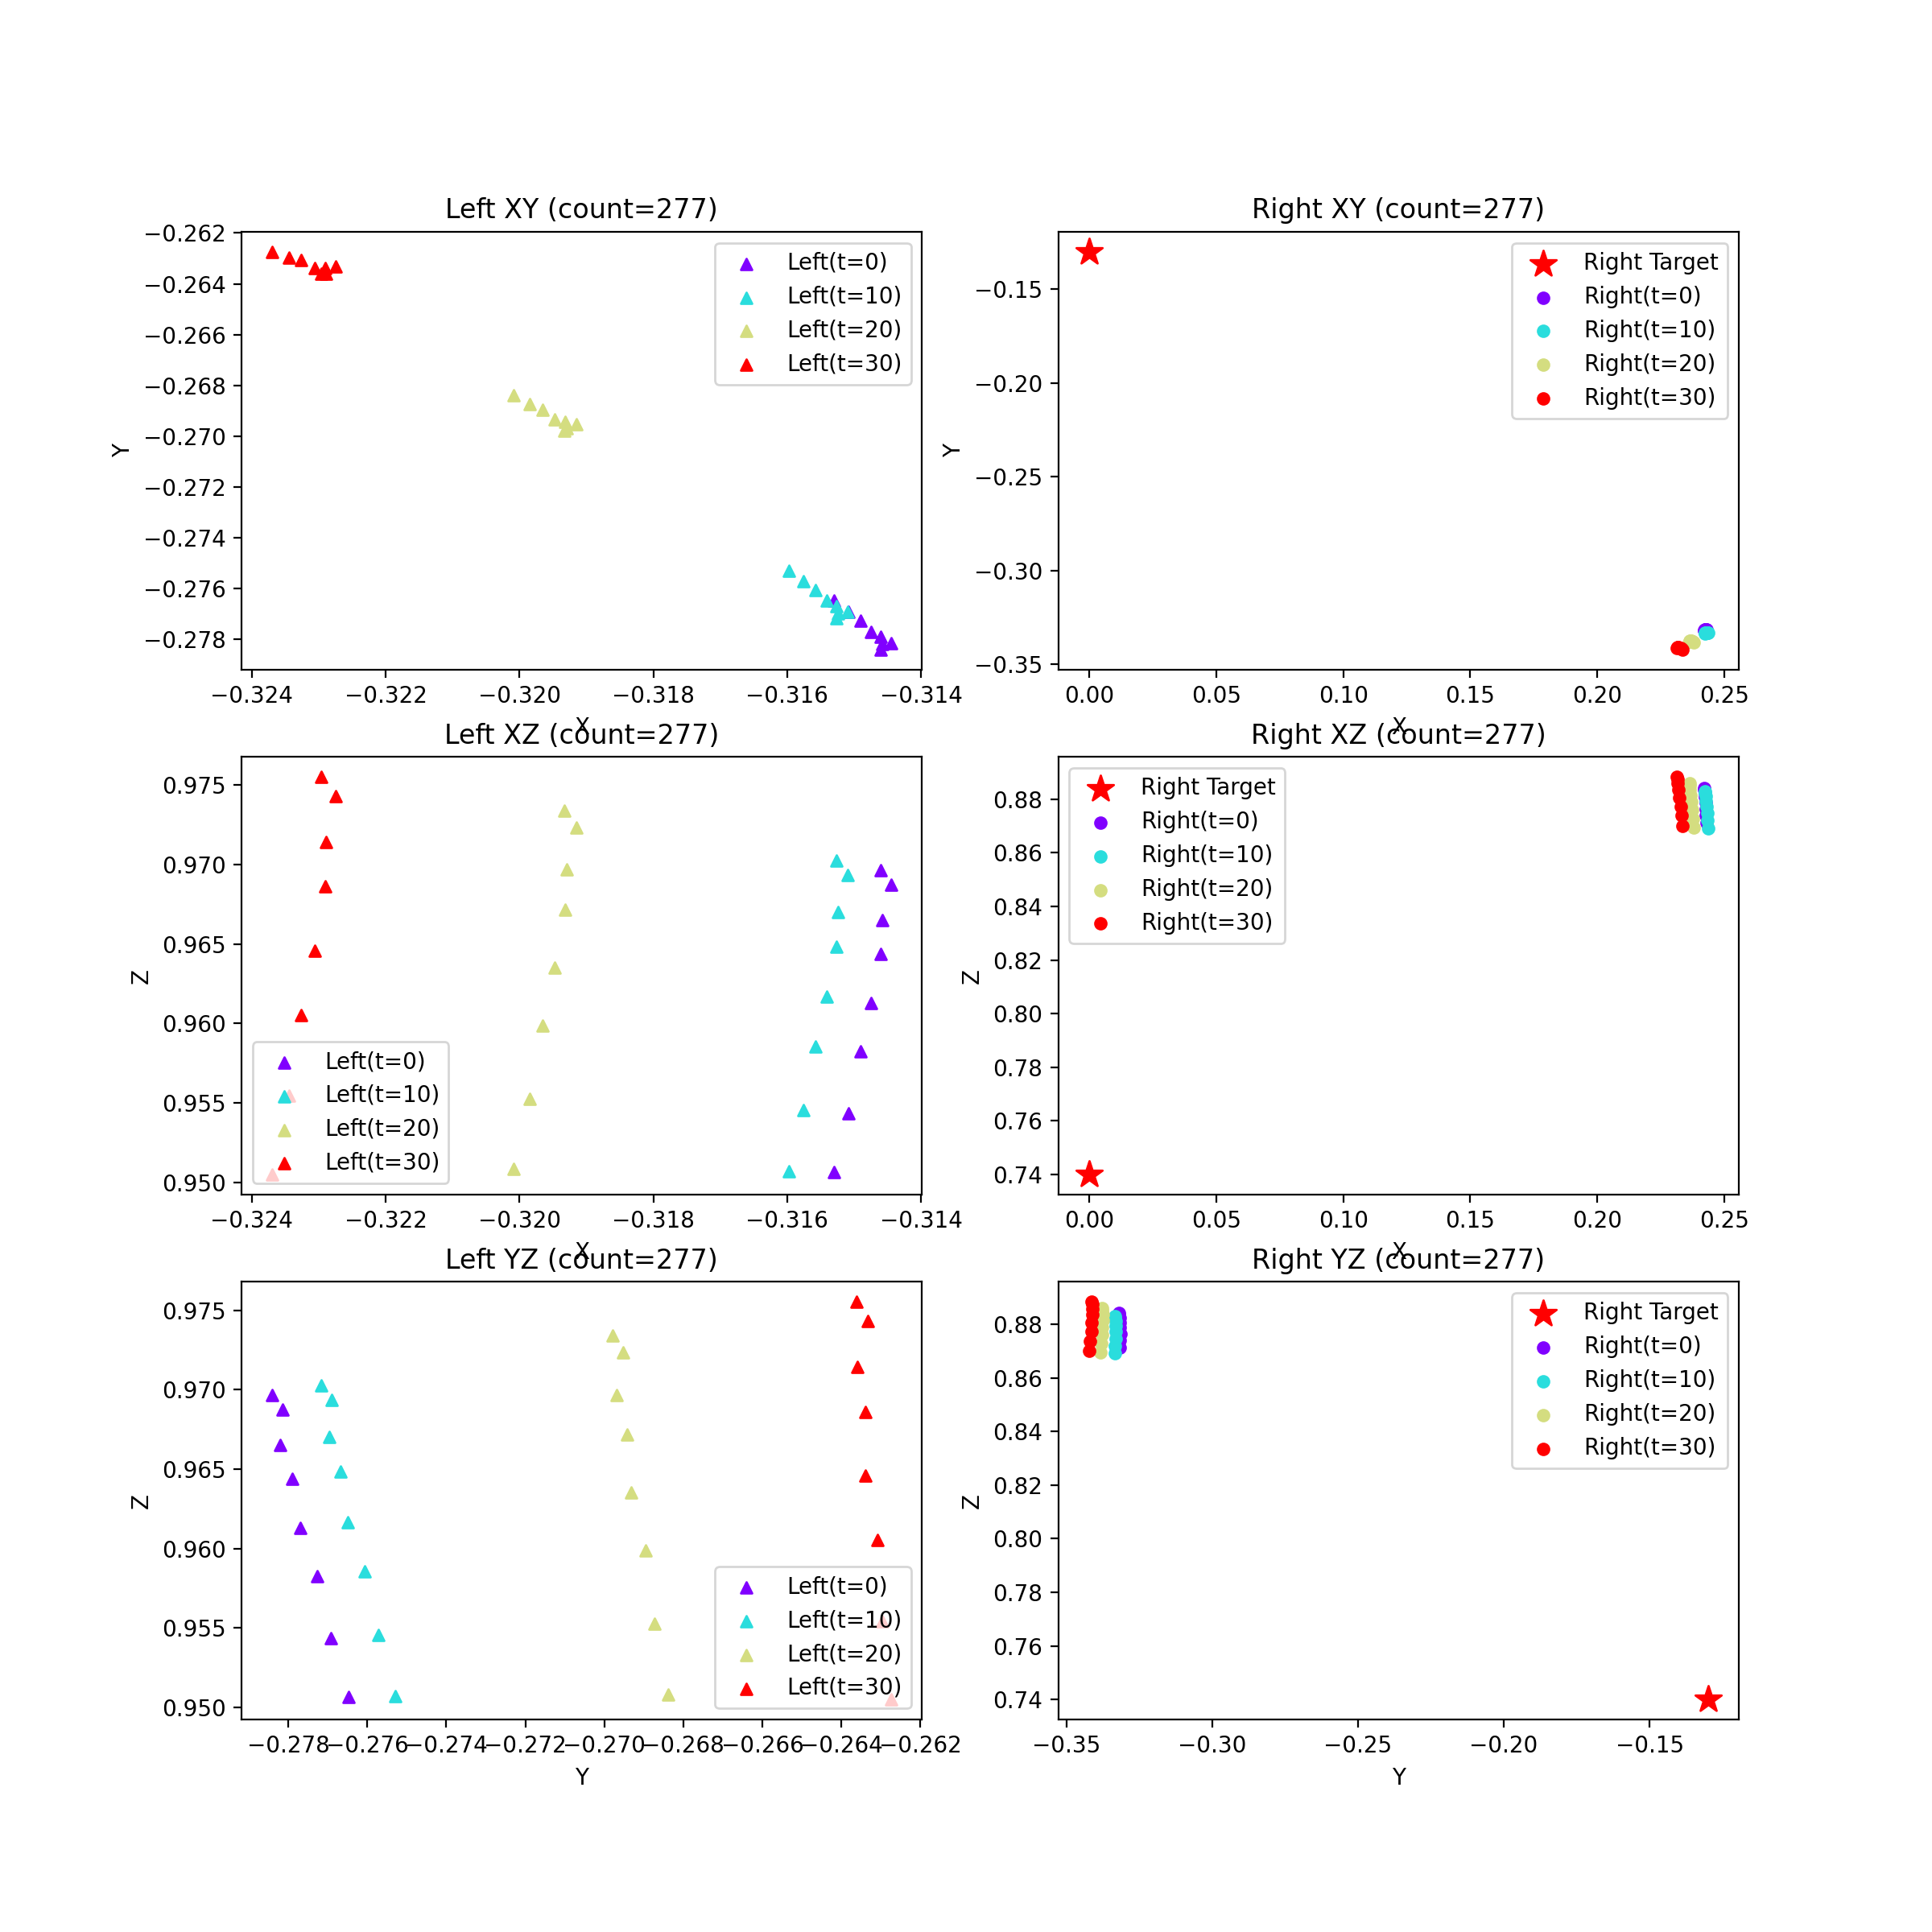 Left XY (count=277)
−0.262
−0.264
−0.266
−0.268
−0.270
−0.272
−0.274
−0.276
−0.278
Y
Left(t=0)
Left(t=10)
Left(t=20)
Left(t=30)
−0.324 −0.322 −0.320 −0.318 −0.316 −0.314
X
Right XY (count=277)
−0.15
−0.20
−0.25
−0.30
−0.35
Y
Right Target
Right(t=0)
Right(t=10)
Right(t=20)
Right(t=30)
0.00 0.05 0.10 0.15 0.20 0.25
X
Left XZ (count=277)
0.975
0.970
0.965
0.960
0.955
0.950
Z
Left(t=0)
Left(t=10)
Left(t=20)
Left(t=30)
−0.324 −0.322 −0.320 −0.318 −0.316 −0.314
X
Right XZ (count=277)
0.88
0.86
0.84
0.82
0.80
0.78
0.76
0.74
Z
Right Target
Right(t=0)
Right(t=10)
Right(t=20)
Right(t=30)
0.00 0.05 0.10 0.15 0.20 0.25
X
Left YZ (count=277)
0.975
0.970
0.965
0.960
0.955
0.950
Z
Left(t=0)
Left(t=10)
Left(t=20)
Left(t=30)
−0.278 −0.276 −0.274 −0.272 −0.270 −0.268 −0.266 −0.264 −0.262
Y
Right YZ (count=277)
0.88
0.86
0.84
0.82
0.80
0.78
0.76
0.74
Z
Right Target
Right(t=0)
Right(t=10)
Right(t=20)
Right(t=30)
−0.35 −0.30 −0.25 −0.20 −0.15
Y